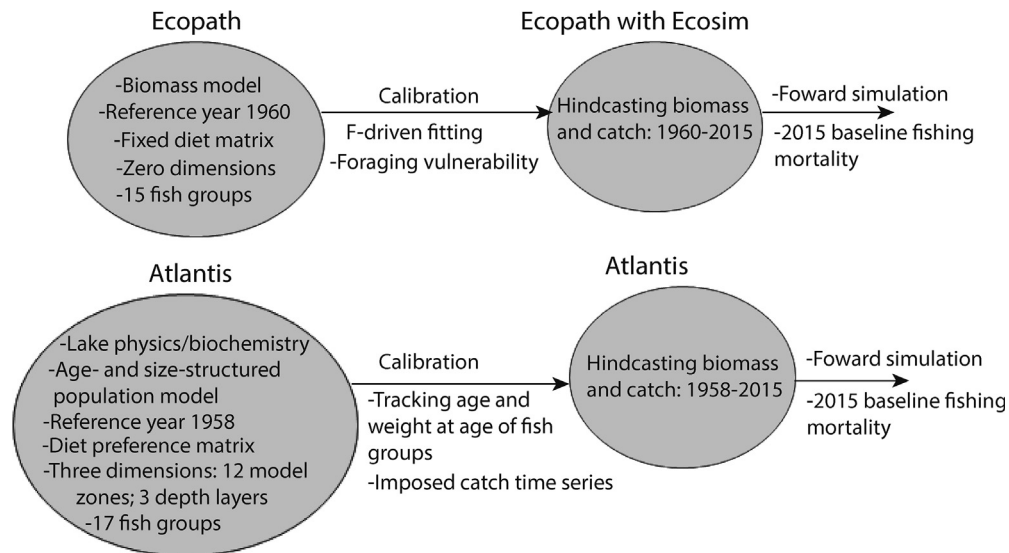 Ecopath
-Biomass model
-Reference year 1960
-Fixed diet matrix
-Zero dimensions
-15 fish groups
Calibration
F-driven fitting
-Foraging vulnerability
Ecopath with Ecosim
Hindcasting biomass
and catch: 1960-2015
-Foward simulation
-2015 baseline fishing
mortality
Atlantis
-Lake physics/biochemistry
-Age- and size-structured
population model
-Reference year 1958
-Diet preference matrix
-Three dimensions: 12 model
zones; 3 depth layers
-17 fish groups
Calibration
-Tracking age and
weight at age of fish
groups
-Imposed catch time series
Atlantis
Hindcasting biomass
and catch: 1958-2015
-Foward simulation
-2015 baseline fishing
mortality